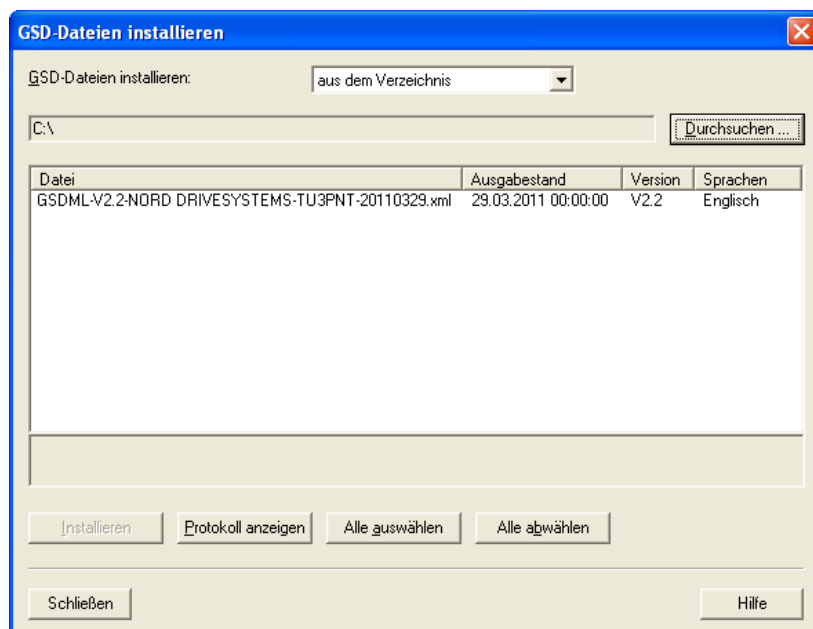 GSD-Dateien installieren
GSD-Dateien installieren: aus dem Verzeichnis
C:\ Durchsuchen ...
Datei Ausgabestand Version Sprachen
GSDML-V2.2-NORD DRIVESYSTEMS-TU3PNT-20110329.xml 29.03.2011 00:00:00 V2.2 Englisch
Installieren Protokoll anzeigen Alle auswählen Alle abwählen
Schließen Hilfe